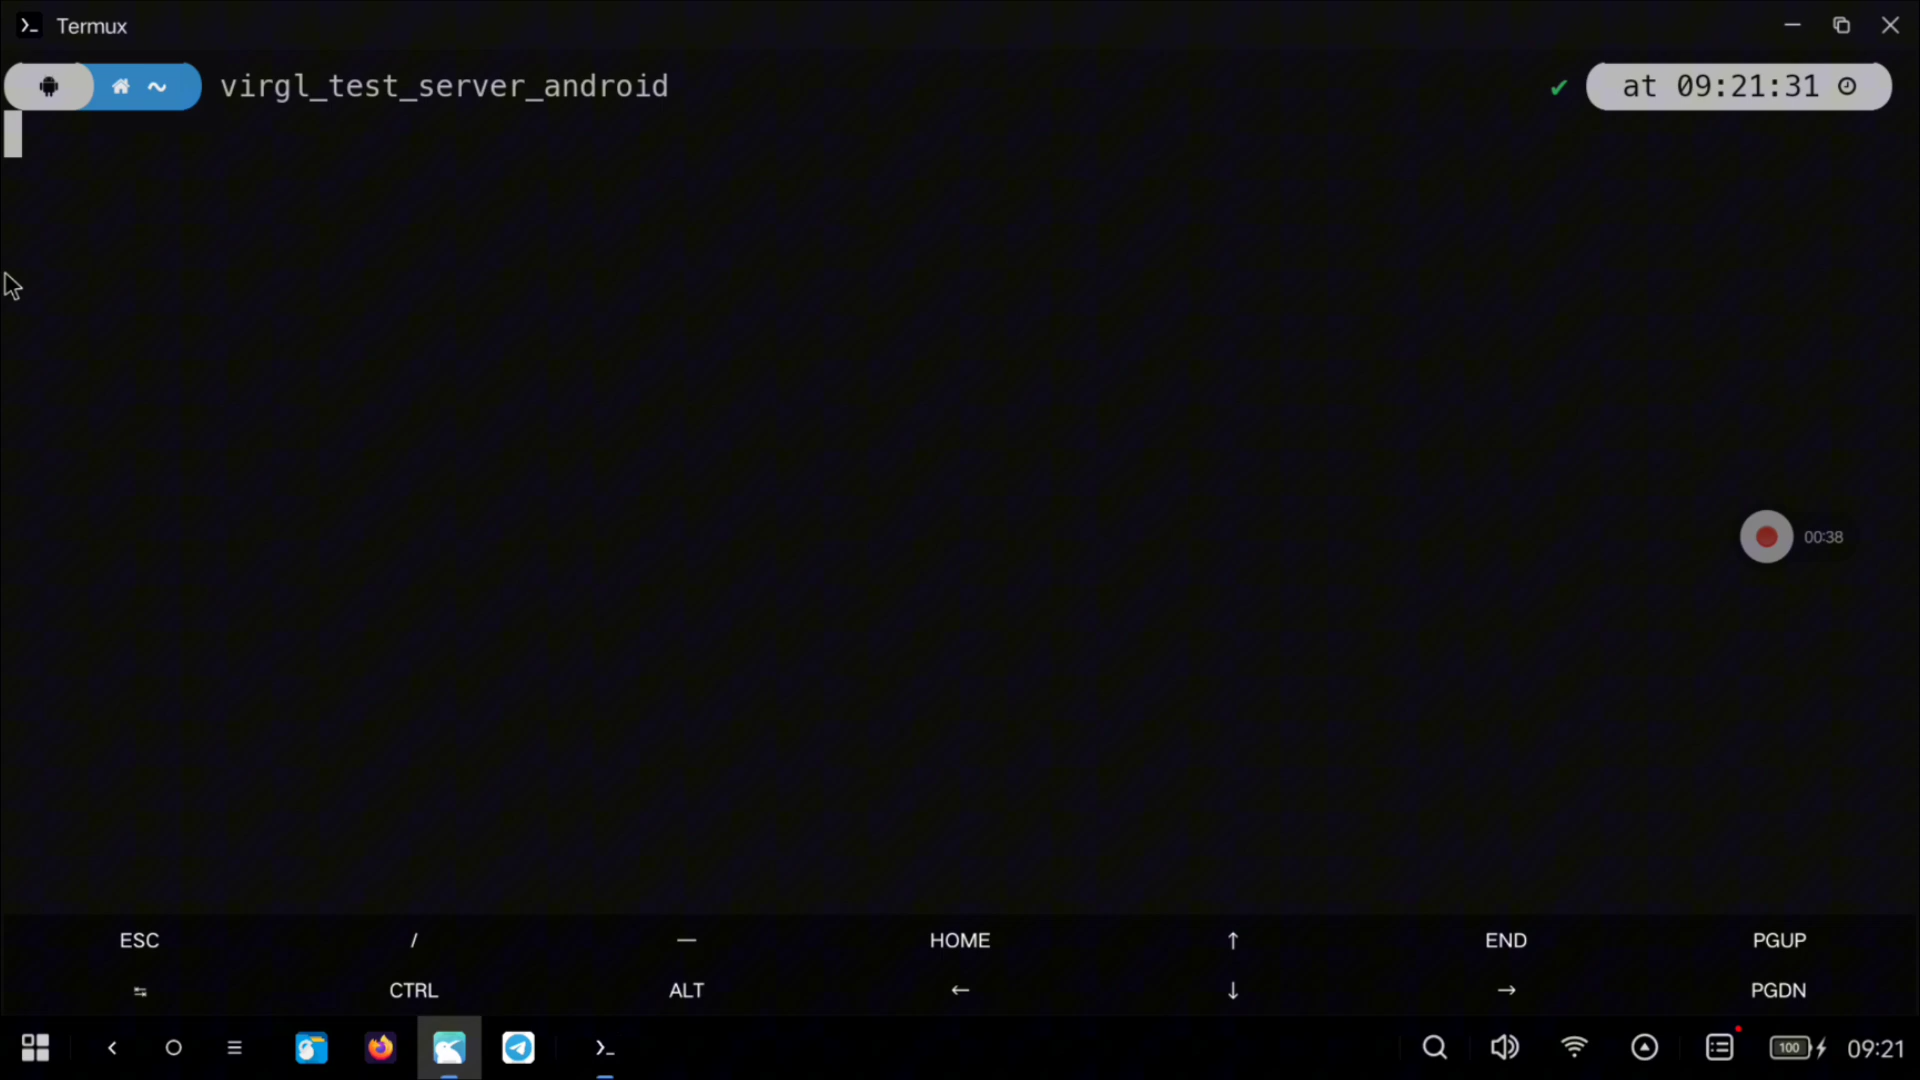 Termux
~ virgl_test_server_android ✔ at 09:21:31
00:38
ESC / — HOME ↑ END PGUP
⇆ CTRL ALT ← ↓ → PGDN
100 09:21